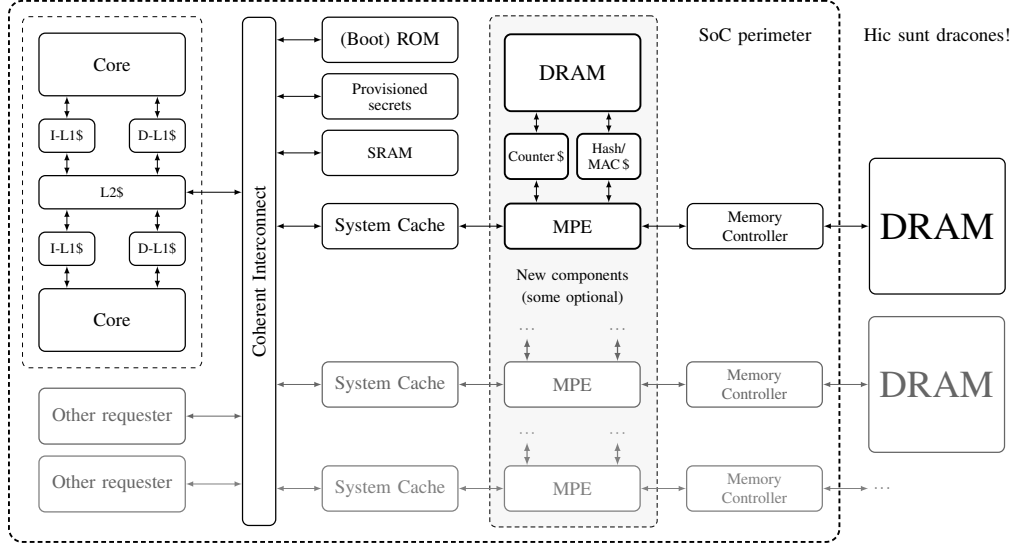 SoC perimeter
Hic sunt dracones!
Core
I-L1$
D-L1$
L2$
I-L1$
D-L1$
Core
Other requester
Other requester
Coherent Interconnect
(Boot) ROM
Provisioned
secrets
SRAM
System Cache
DRAM
Counter $
Hash/
MAC $
MPE
New components
(some optional)
Memory
Controller
DRAM
System Cache
...
...
MPE
Memory
Controller
DRAM
System Cache
...
...
MPE
Memory
Controller
...